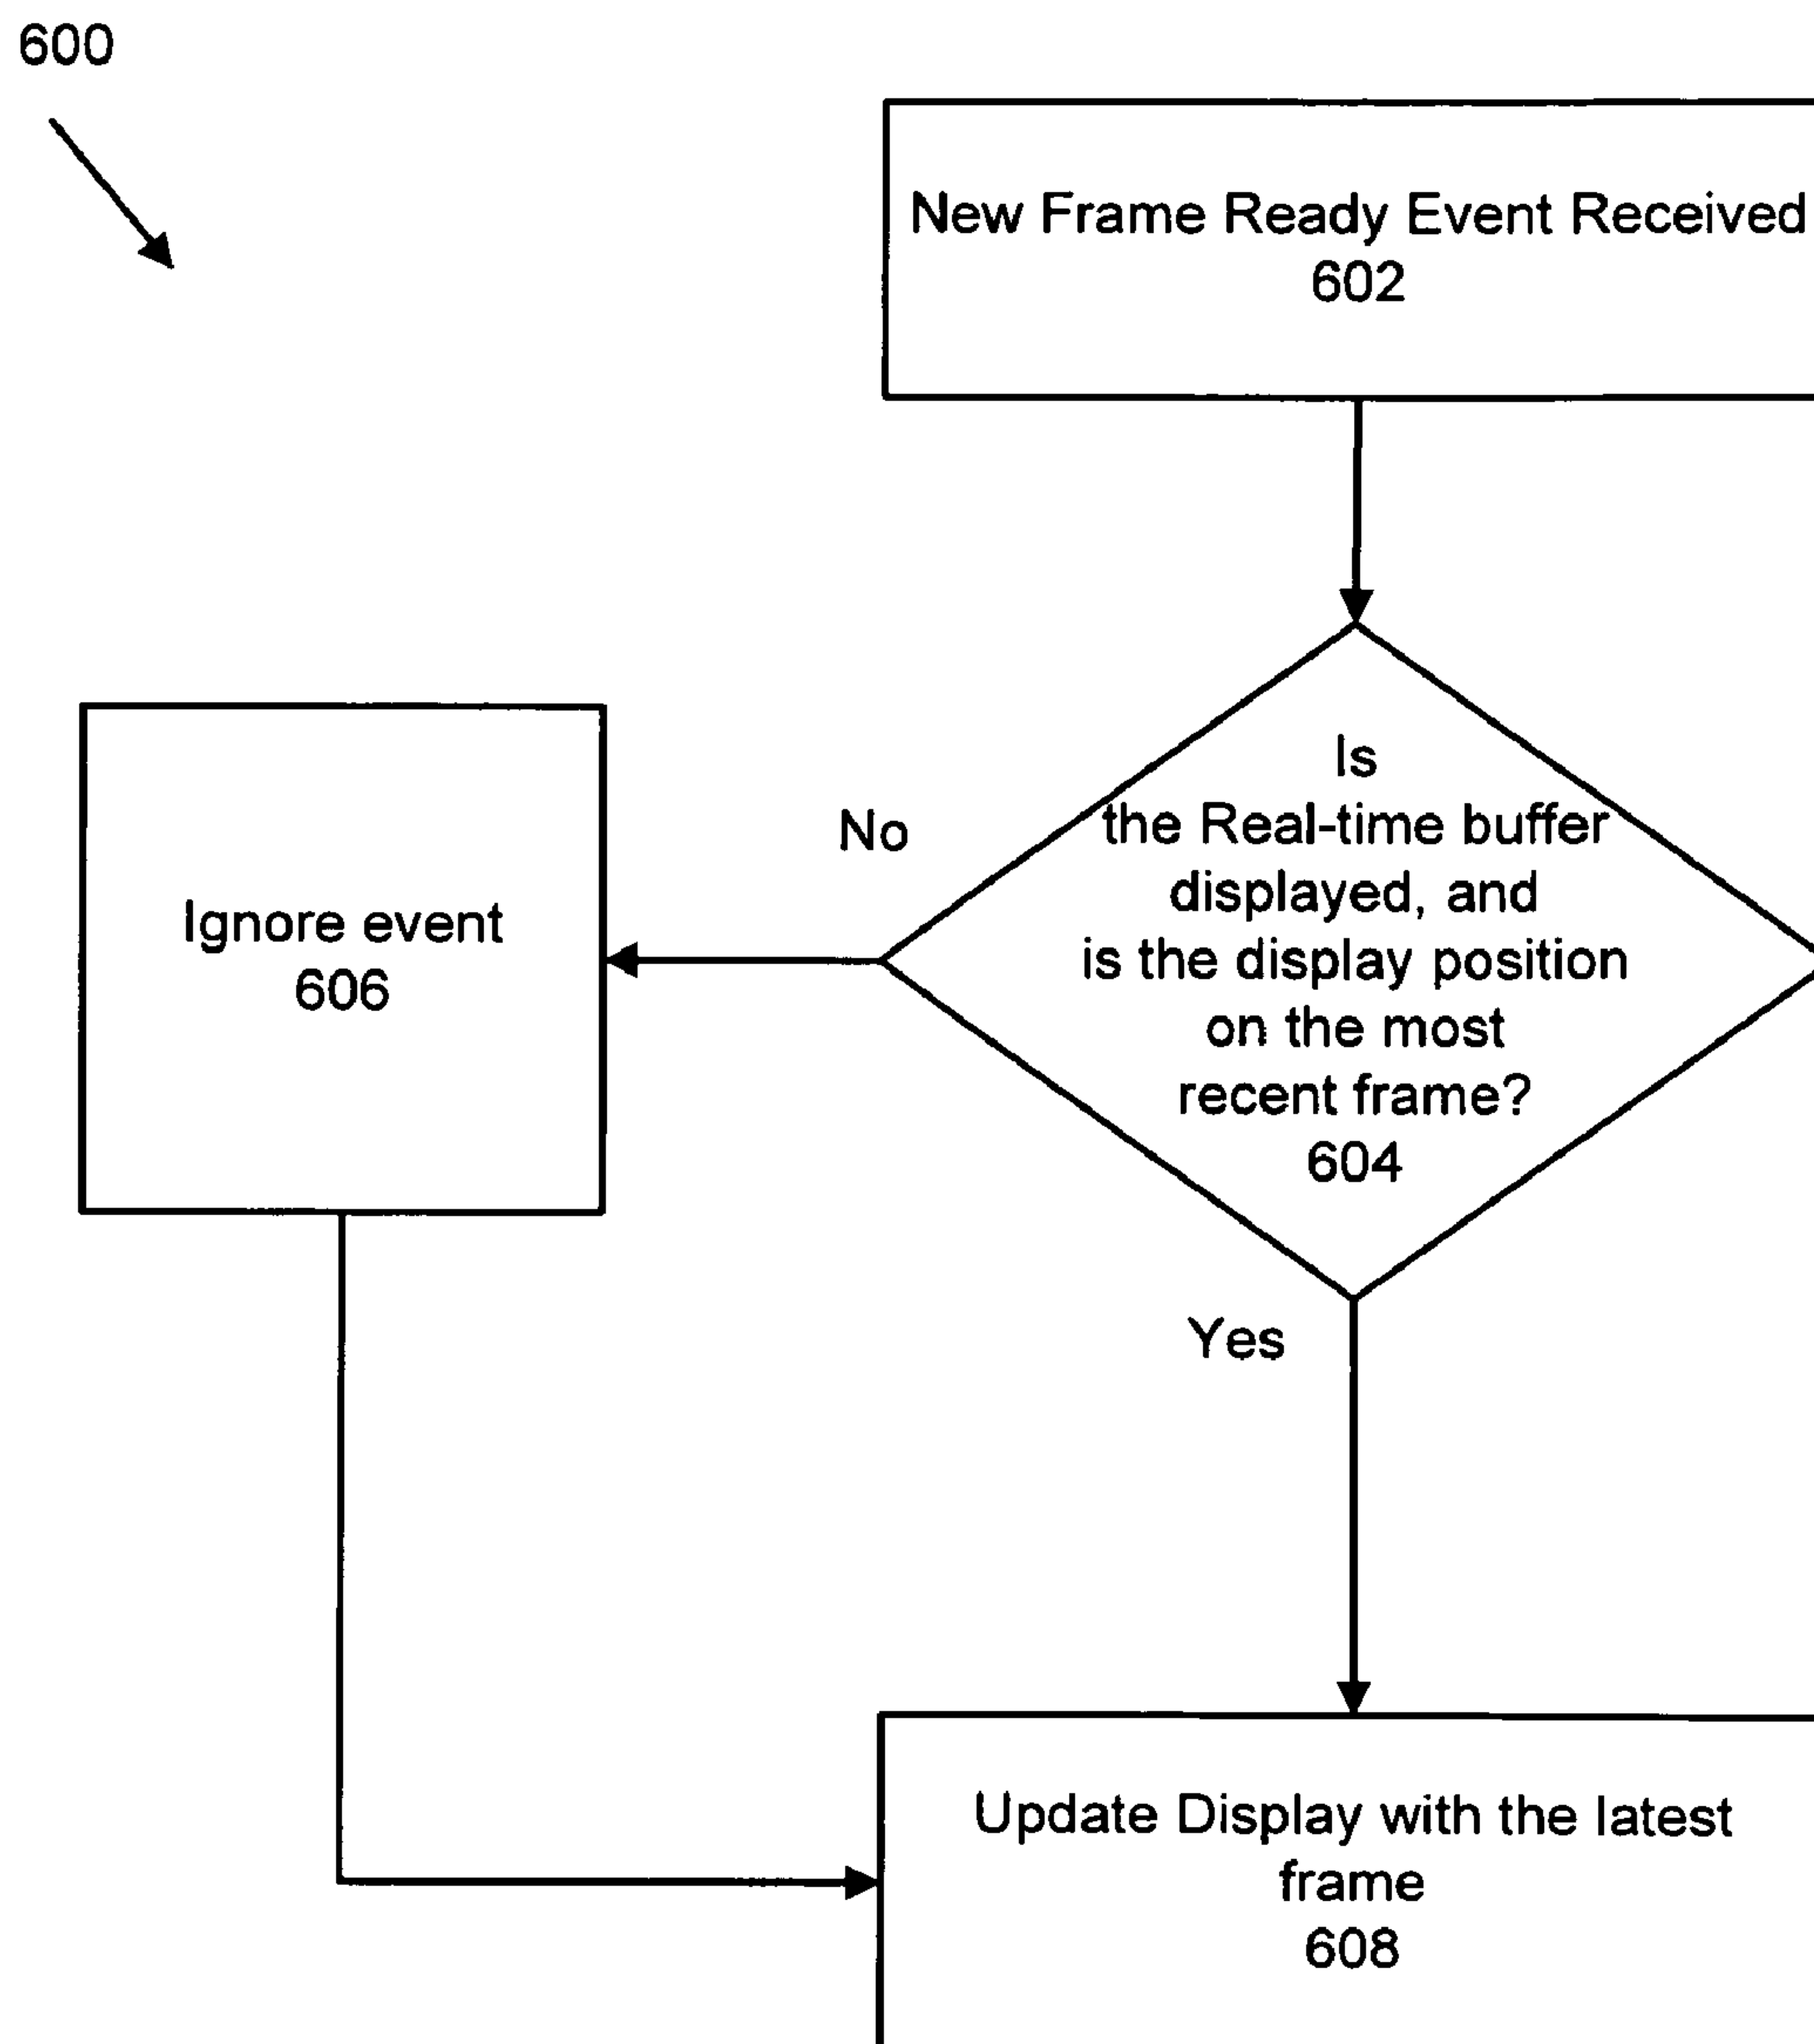 600
New Frame Ready Event Received
602
Is
the Real-time buffer
displayed, and
is the display position
on the most
recent frame?
604
No
Ignore event
606
Yes
Update Display with the latest
frame
608